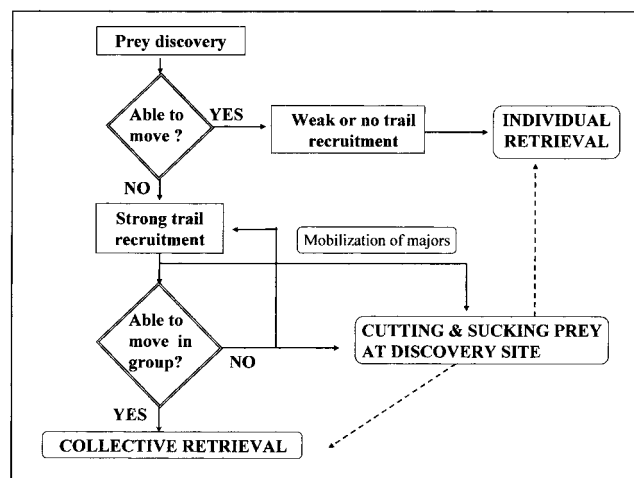 Prey discovery
Able to
move ?
YES
Weak or no trail
recruitment
INDIVIDUAL
RETRIEVAL
NO
Strong trail
recruitment
Mobilization of majors
Able to
move in
group?
NO
CUTTING & SUCKING PREY
AT DISCOVERY SITE
YES
COLLECTIVE RETRIEVAL